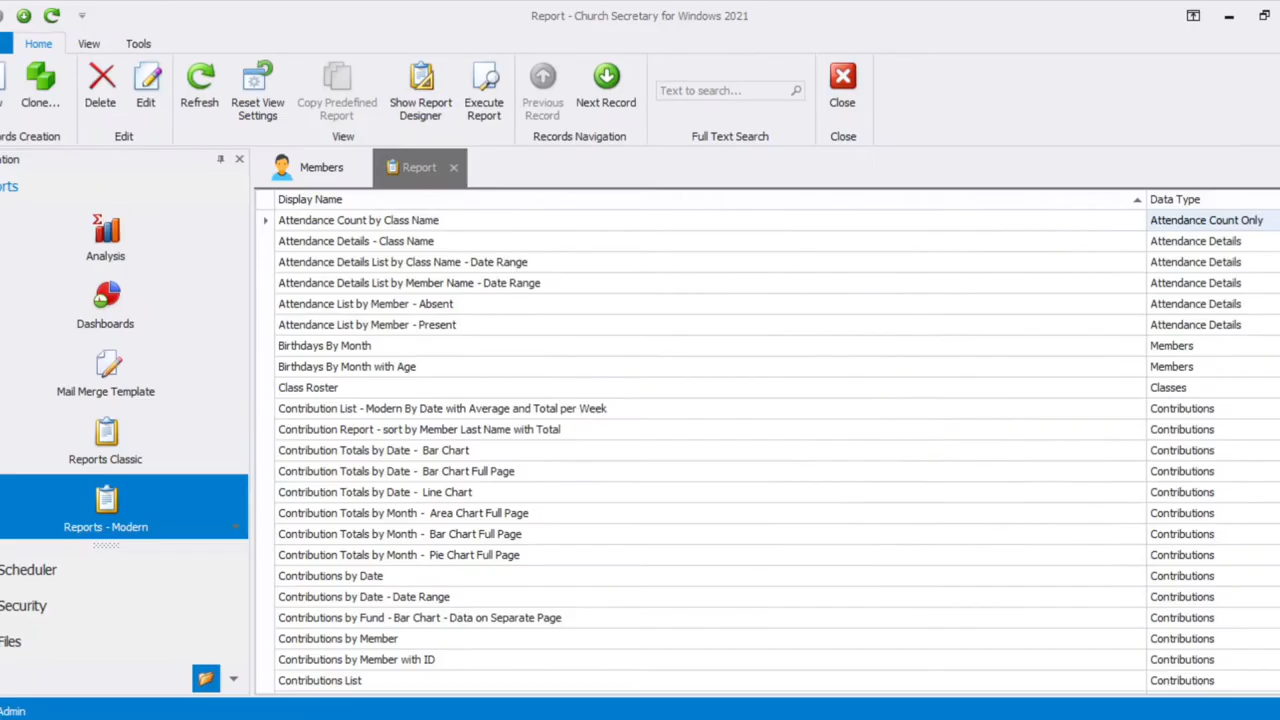 Report - Church Secretary for Windows 2021
Home View Tools
Clone... Delete Edit Refresh Reset View Settings Copy Predefined Report Show Report Designer Execute Report Previous Record Next Record Text to search... Close
rds Creation Edit View Records Navigation Full Text Search Close
tion
Members Report
rts
Analysis
Dashboards
Mail Merge Template
Reports Classic
Reports - Modern
Scheduler
Security
Files
Admin
Display Name Data Type
Attendance Count by Class Name Attendance Count Only
Attendance Details - Class Name Attendance Details
Attendance Details List by Class Name - Date Range Attendance Details
Attendance Details List by Member Name - Date Range Attendance Details
Attendance List by Member - Absent Attendance Details
Attendance List by Member - Present Attendance Details
Birthdays By Month Members
Birthdays By Month with Age Members
Class Roster Classes
Contribution List - Modern By Date with Average and Total per Week Contributions
Contribution Report - sort by Member Last Name with Total Contributions
Contribution Totals by Date - Bar Chart Contributions
Contribution Totals by Date - Bar Chart Full Page Contributions
Contribution Totals by Date - Line Chart Contributions
Contribution Totals by Month - Area Chart Full Page Contributions
Contribution Totals by Month - Bar Chart Full Page Contributions
Contribution Totals by Month - Pie Chart Full Page Contributions
Contributions by Date Contributions
Contributions by Date - Date Range Contributions
Contributions by Fund - Bar Chart - Data on Separate Page Contributions
Contributions by Member Contributions
Contributions by Member with ID Contributions
Contributions List Contributions